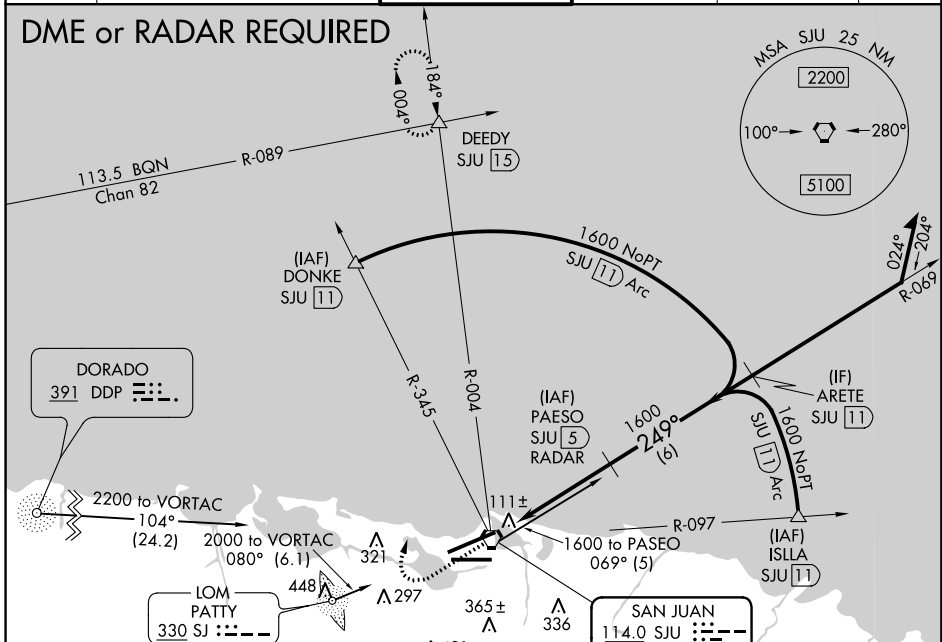 DME or RADAR REQUIRED
MSA SJU 25 NM
2200
100°
280°
5100
184°
004°
DEEDY
SJU 15
113.5 BQN
Chan 82
R-089
(IAF)
DONKE
SJU 11
1600 NoPT
SJU 11 Arc
024°
204°
R-069
DORADO
391 DDP
R-345
R-004
(IAF)
PAESO
SJU 5
RADAR
1600
249°
(6)
(IF)
ARETE
SJU 11
1600 NoPT
SJU 11 Arc
2200 to VORTAC
104°
(24.2)
2000 to VORTAC
080° (6.1)
321
111±
R-097
1600 to PASEO
069° (5)
(IAF)
ISLLA
SJU 11
448
297
LOM
PATTY
330 SJ
365±
336
SAN JUAN
114.0 SJU